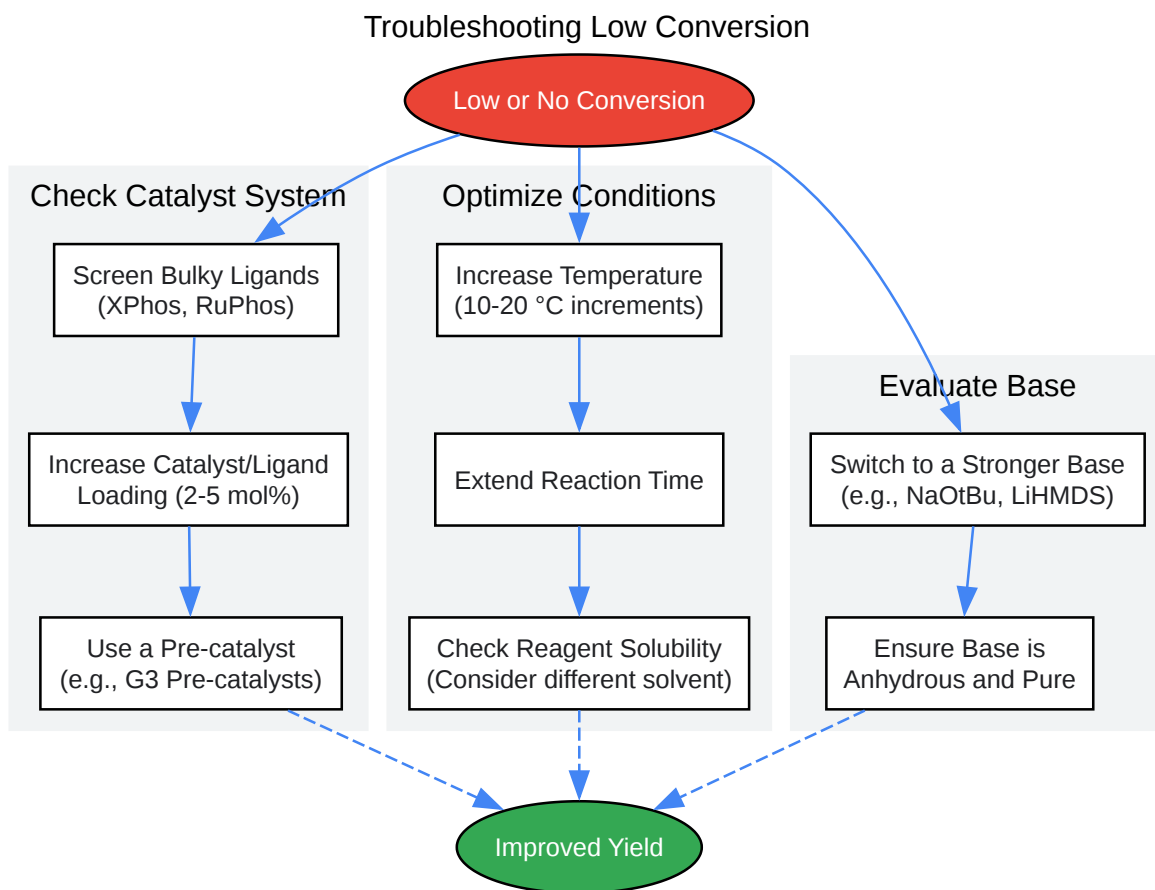 Troubleshooting Low Conversion
Low or No Conversion
Check Catalyst System
Screen Bulky Ligands
(XPhos, RuPhos)
Increase Catalyst/Ligand
Loading (2-5 mol%)
Use a Pre-catalyst
(e.g., G3 Pre-catalysts)
Optimize Conditions
Increase Temperature
(10-20 °C increments)
Extend Reaction Time
Check Reagent Solubility
(Consider different solvent)
Evaluate Base
Switch to a Stronger Base
(e.g., NaOtBu, LiHMDS)
Ensure Base is
Anhydrous and Pure
Improved Yield